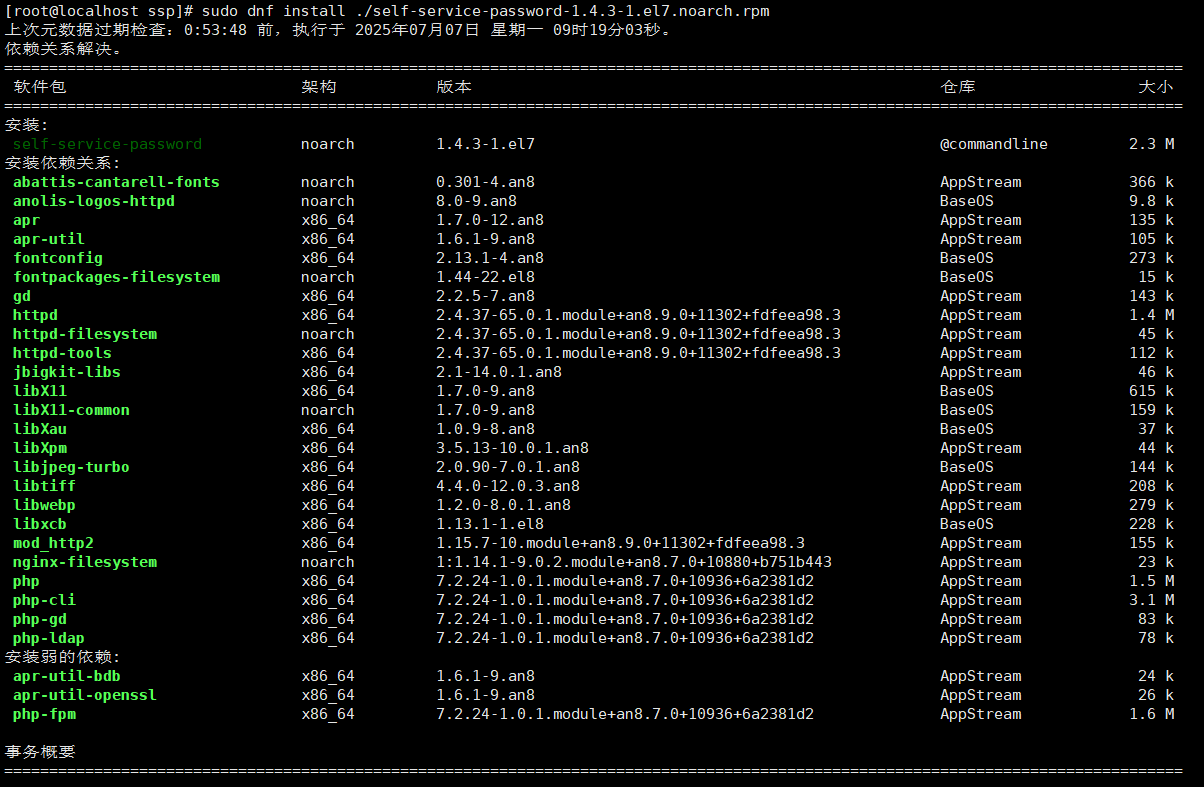 [root@localhost ssp]# sudo dnf install ./self-service-password-1.4.3-1.el7.noarch.rpm
上次元数据过期检查：0:53:48 前，执行于 2025年07月07日 星期一 09时19分03秒。
依赖关系解决。
================================================================================
软件包 架构 版本 仓库 大小
================================================================================
安装:
self-service-password noarch 1.4.3-1.el7 @commandline 2.3 M
安装依赖关系:
abattis-cantarell-fonts noarch 0.301-4.an8 AppStream 366 k
anolis-logos-httpd noarch 8.0-9.an8 BaseOS 9.8 k
apr x86_64 1.7.0-12.an8 AppStream 135 k
apr-util x86_64 1.6.1-9.an8 AppStream 105 k
fontconfig x86_64 2.13.1-4.an8 BaseOS 273 k
fontpackages-filesystem noarch 1.44-22.el8 BaseOS 15 k
gd x86_64 2.2.5-7.an8 AppStream 143 k
httpd x86_64 2.4.37-65.0.1.module+an8.9.0+11302+fdfeea98.3 AppStream 1.4 M
httpd-filesystem noarch 2.4.37-65.0.1.module+an8.9.0+11302+fdfeea98.3 AppStream 45 k
httpd-tools x86_64 2.4.37-65.0.1.module+an8.9.0+11302+fdfeea98.3 AppStream 112 k
jbigkit-libs x86_64 2.1-14.0.1.an8 AppStream 46 k
libX11 x86_64 1.7.0-9.an8 BaseOS 615 k
libX11-common noarch 1.7.0-9.an8 BaseOS 159 k
libXau x86_64 1.0.9-8.an8 BaseOS 37 k
libXpm x86_64 3.5.13-10.0.1.an8 AppStream 44 k
libjpeg-turbo x86_64 2.0.90-7.0.1.an8 BaseOS 144 k
libtiff x86_64 4.4.0-12.0.3.an8 AppStream 208 k
libwebp x86_64 1.2.0-8.0.1.an8 AppStream 279 k
libxcb x86_64 1.13.1-1.el8 BaseOS 228 k
mod_http2 x86_64 1.15.7-10.module+an8.9.0+11302+fdfeea98.3 AppStream 155 k
nginx-filesystem noarch 1:1.14.1-9.0.2.module+an8.7.0+10880+b751b443 AppStream 23 k
php x86_64 7.2.24-1.0.1.module+an8.7.0+10936+6a2381d2 AppStream 1.5 M
php-cli x86_64 7.2.24-1.0.1.module+an8.7.0+10936+6a2381d2 AppStream 3.1 M
php-gd x86_64 7.2.24-1.0.1.module+an8.7.0+10936+6a2381d2 AppStream 83 k
php-ldap x86_64 7.2.24-1.0.1.module+an8.7.0+10936+6a2381d2 AppStream 78 k
安装弱的依赖:
apr-util-bdb x86_64 1.6.1-9.an8 AppStream 24 k
apr-util-openssl x86_64 1.6.1-9.an8 AppStream 26 k
php-fpm x86_64 7.2.24-1.0.1.module+an8.7.0+10936+6a2381d2 AppStream 1.6 M
事务概要
================================================================================